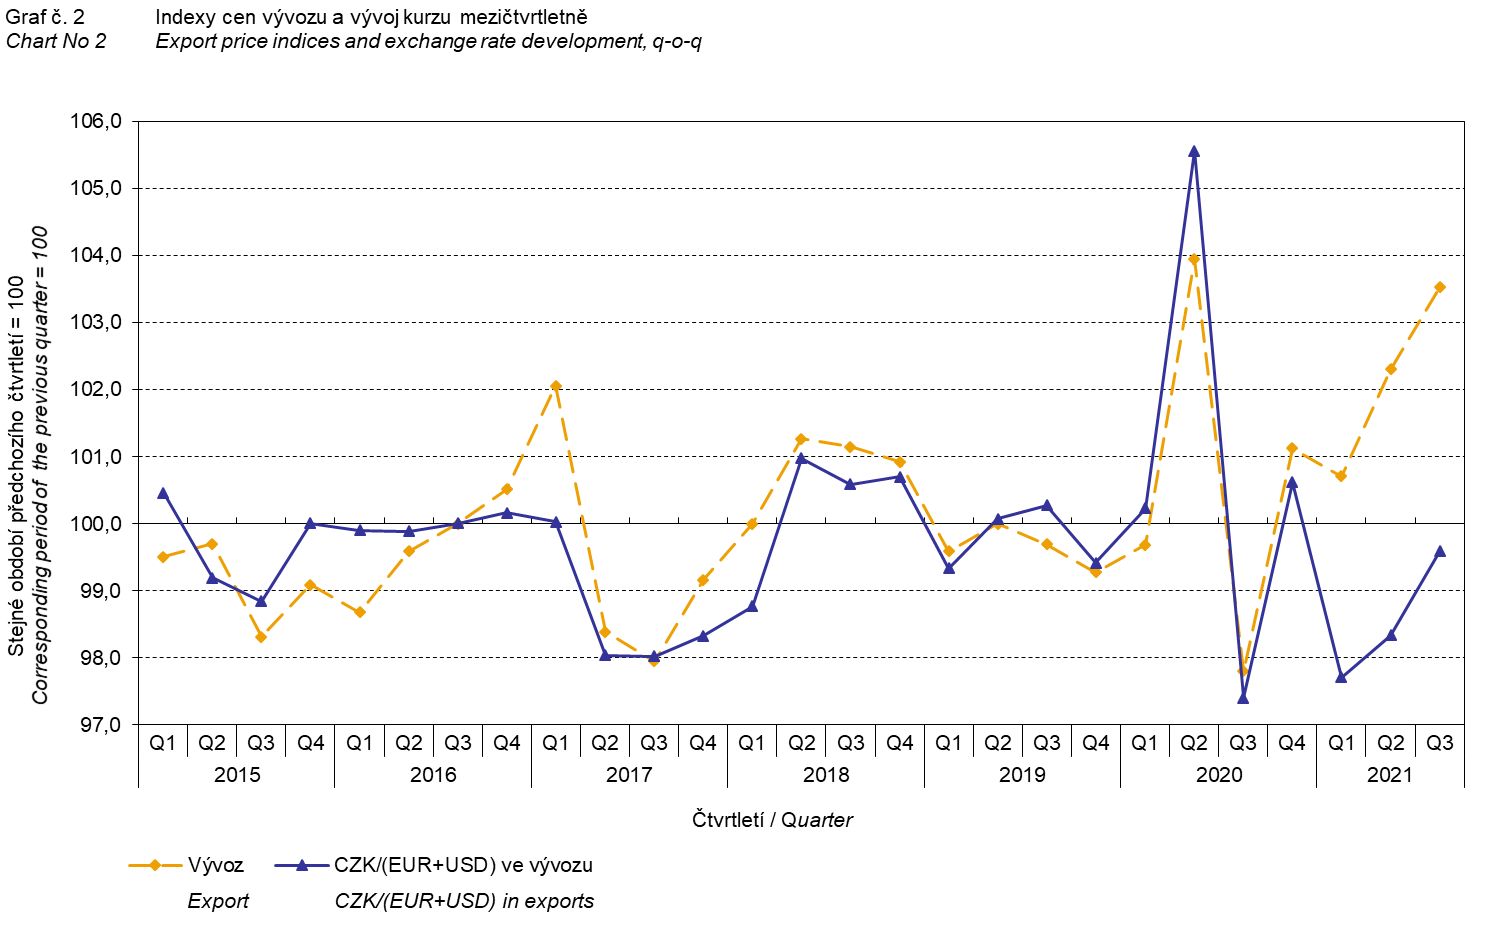 Graf č. 2 Indexy cen vývozu a vývoj kurzu mezičtvrtletně
Chart No 2 Export price indices and exchange rate development, q-o-q
Stejné období předchozího čtvrtletí = 100
Corresponding period of the previous quarter = 100
106,0
105,0
104,0
103,0
102,0
101,0
100,0
99,0
98,0
97,0
Q1 Q2 Q3 Q4 Q1 Q2 Q3 Q4 Q1 Q2 Q3 Q4 Q1 Q2 Q3 Q4 Q1 Q2 Q3 Q4 Q1 Q2 Q3 Q4 Q1 Q2 Q3
2015 2016 2017 2018 2019 2020 2021
Čtvrtletí / Quarter
Vývoz CZK/(EUR+USD) ve vývozu
Export CZK/(EUR+USD) in exports